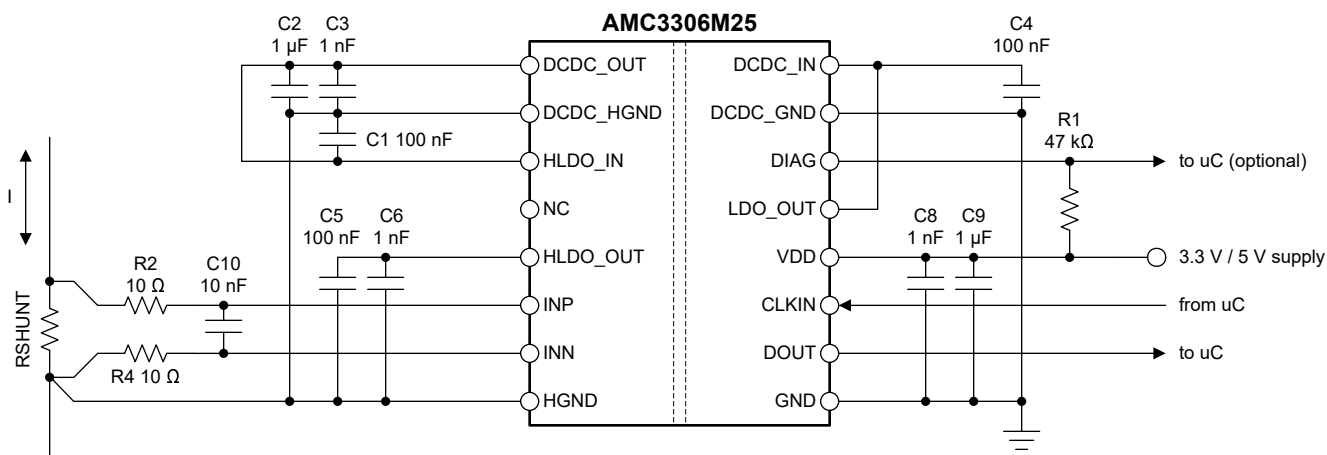 AMC3306M25
C2
1 µF
C3
1 nF
C4
100 nF
DCDC_OUT
DCDC_IN
DCDC_HGND
DCDC_GND
C1 100 nF
R1
47 kΩ
HLDO_IN
DIAG
to uC (optional)
I
NC
LDO_OUT
C5
100 nF
C6
1 nF
C8
1 nF
C9
1 µF
HLDO_OUT
VDD
3.3 V / 5 V supply
R2
10 Ω
C10
10 nF
INP
CLKIN
from uC
RSHUNT
R4 10 Ω
INN
DOUT
to uC
HGND
GND